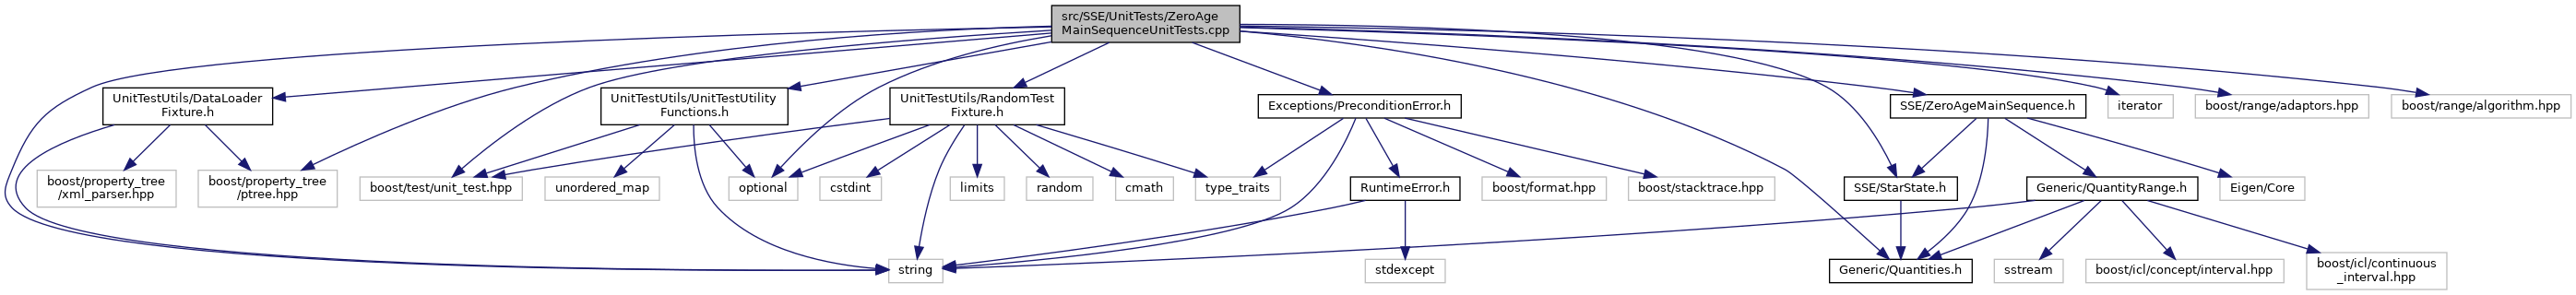 src/SSE/UnitTests/ZeroAge
MainSequenceUnitTests.cpp
UnitTestUtils/DataLoader
Fixture.h
UnitTestUtils/UnitTestUtility
Functions.h
UnitTestUtils/RandomTest
Fixture.h
Exceptions/PreconditionError.h
SSE/ZeroAgeMainSequence.h
iterator
boost/range/adaptors.hpp
boost/range/algorithm.hpp
boost/property_tree
/xml_parser.hpp
boost/property_tree
/ptree.hpp
boost/test/unit_test.hpp
unordered_map
optional
cstdint
limits
random
cmath
type_traits
RuntimeError.h
boost/format.hpp
boost/stacktrace.hpp
SSE/StarState.h
Generic/QuantityRange.h
Eigen/Core
string
stdexcept
Generic/Quantities.h
sstream
boost/icl/concept/interval.hpp
boost/icl/continuous
_interval.hpp